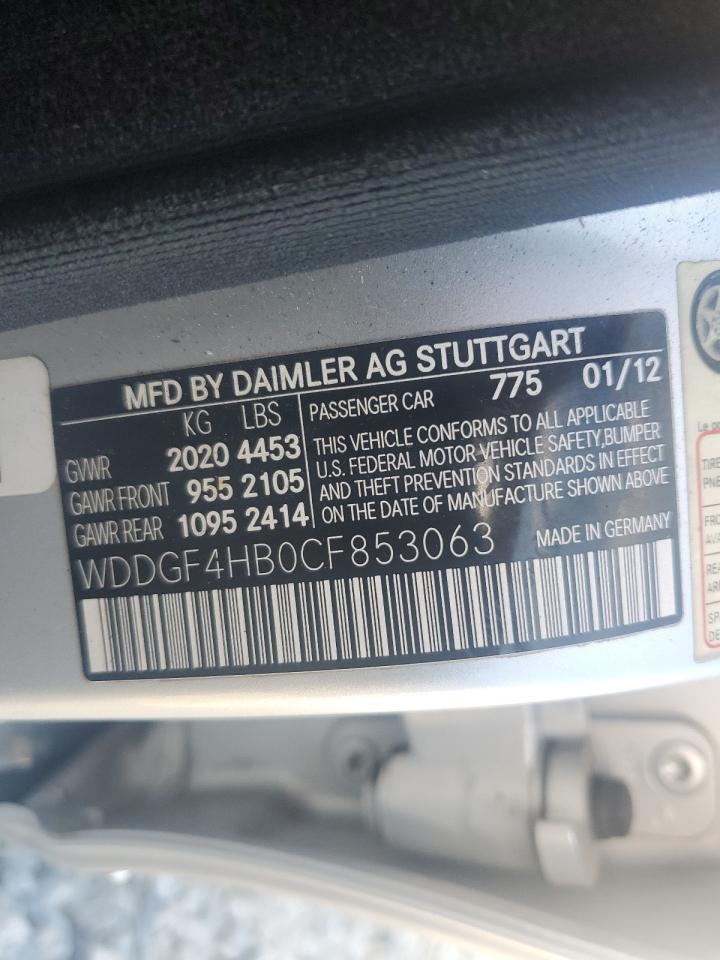 MFD BY DAIMLER AG STUTTGART
KG LBS
GVWR 2020 4453
GAWR FRONT 955 2105
GAWR REAR 1095 2414
PASSENGER CAR 775 01/12
THIS VEHICLE CONFORMS TO ALL APPLICABLE
U.S. FEDERAL MOTOR VEHICLE SAFETY,BUMPER
AND THEFT PREVENTION STANDARDS IN EFFECT
ON THE DATE OF MANUFACTURE SHOWN ABOVE
WDDGF4HB0CF853063 MADE IN GERMANY
Le
TIRE